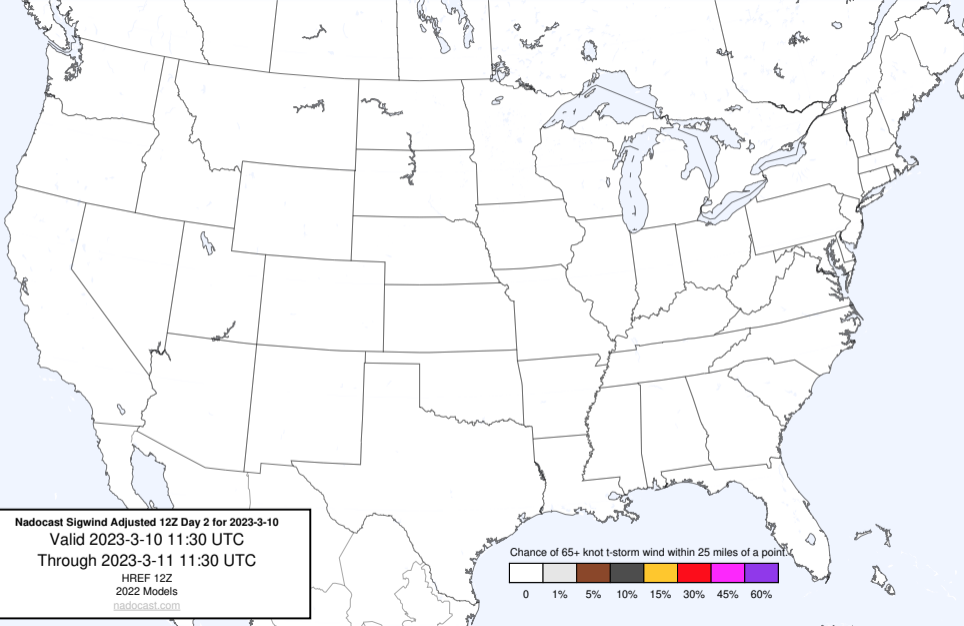 Nadocast Sigwind Adjusted 12Z Day 2 for 2023-3-10
Valid 2023-3-10 11:30 UTC
Through 2023-3-11 11:30 UTC
HREF 12Z
2022 Models
nadocast.com
Chance of 65+ knot t-storm wind within 25 miles of a point.
0 1% 5% 10% 15% 30% 45% 60%